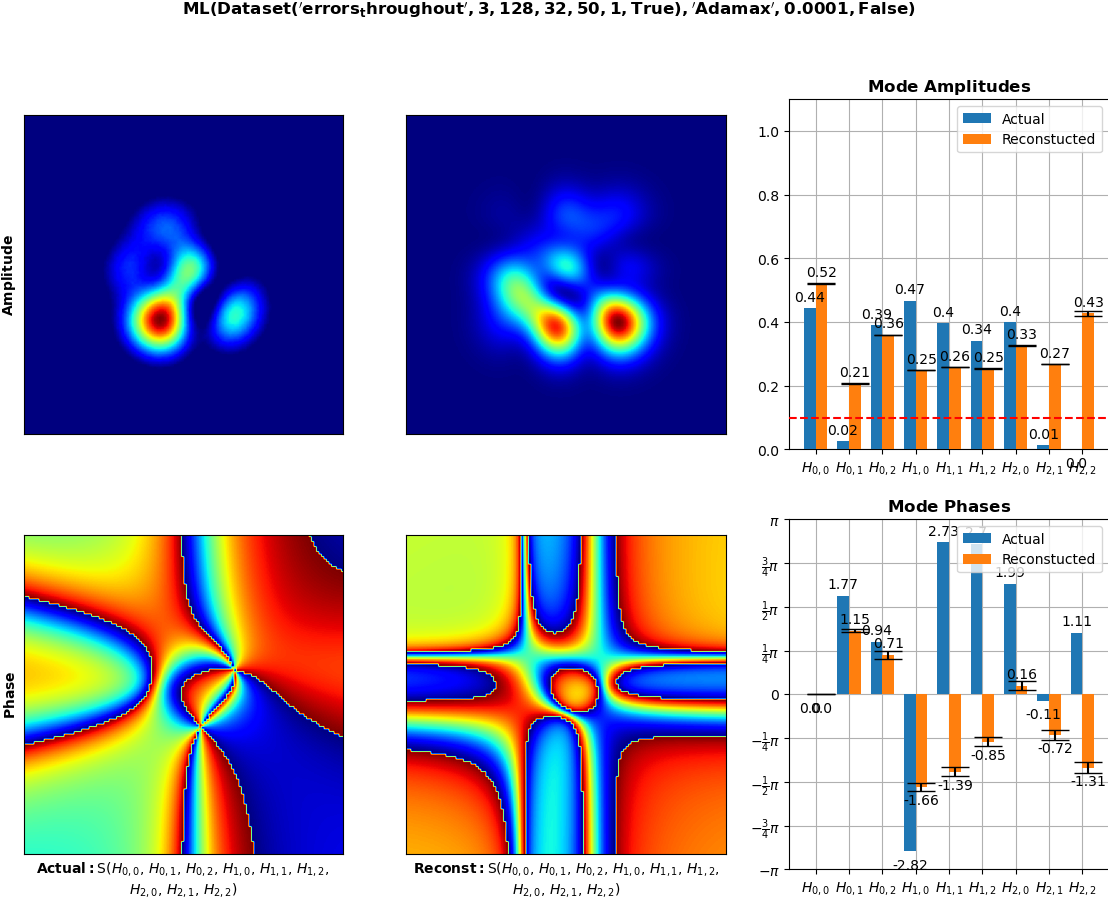 ML(Dataset('errors_throughout', 3, 128, 32, 50, 1, True), 'Adamax', 0.0001, False)
Amplitude
Mode Amplitudes
Actual
Reconstucted
1.0
0.8
0.6
0.4
0.2
0.0
0.44
0.52
0.02
0.21
0.39
0.36
0.47
0.25
0.4
0.26
0.34
0.25
0.4
0.33
0.01
0.27
0.0
0.43
H0,0 H0,1 H0,2 H1,0 H1,1 H1,2 H2,0 H2,1 H2,2
Phase
Mode Phases
Actual
Reconstucted
π
3/4π
1/2π
1/4π
0
−1/4π
−1/2π
−3/4π
−π
0.0
0.0
1.77
1.15
0.94
0.71
-2.82
-1.66
2.73
-1.39
2.7
-0.85
1.99
0.16
-0.11
-0.72
1.11
-1.31
H0,0 H0,1 H0,2 H1,0 H1,1 H1,2 H2,0 H2,1 H2,2
Actual: S(H0,0, H0,1, H0,2, H1,0, H1,1, H1,2,
H2,0, H2,1, H2,2)
Reconst: S(H0,0, H0,1, H0,2, H1,0, H1,1, H1,2,
H2,0, H2,1, H2,2)